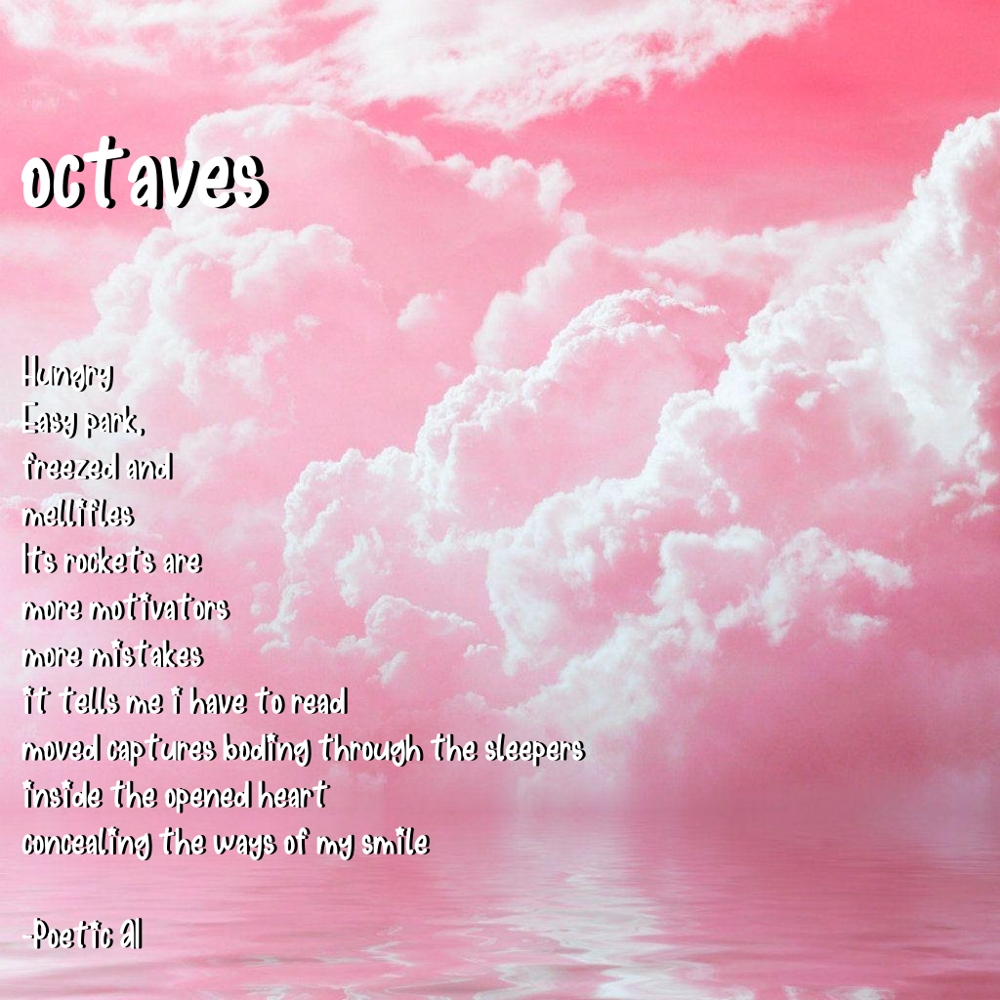 octaves
Hungry
Easy park,
freezed and
mellifles
Its rockets are
more motivators
more mistakes
it tells me i have to read
moved captures boding through the sleepers
inside the opened heart
concealing the ways of my smile
-Poetic AI